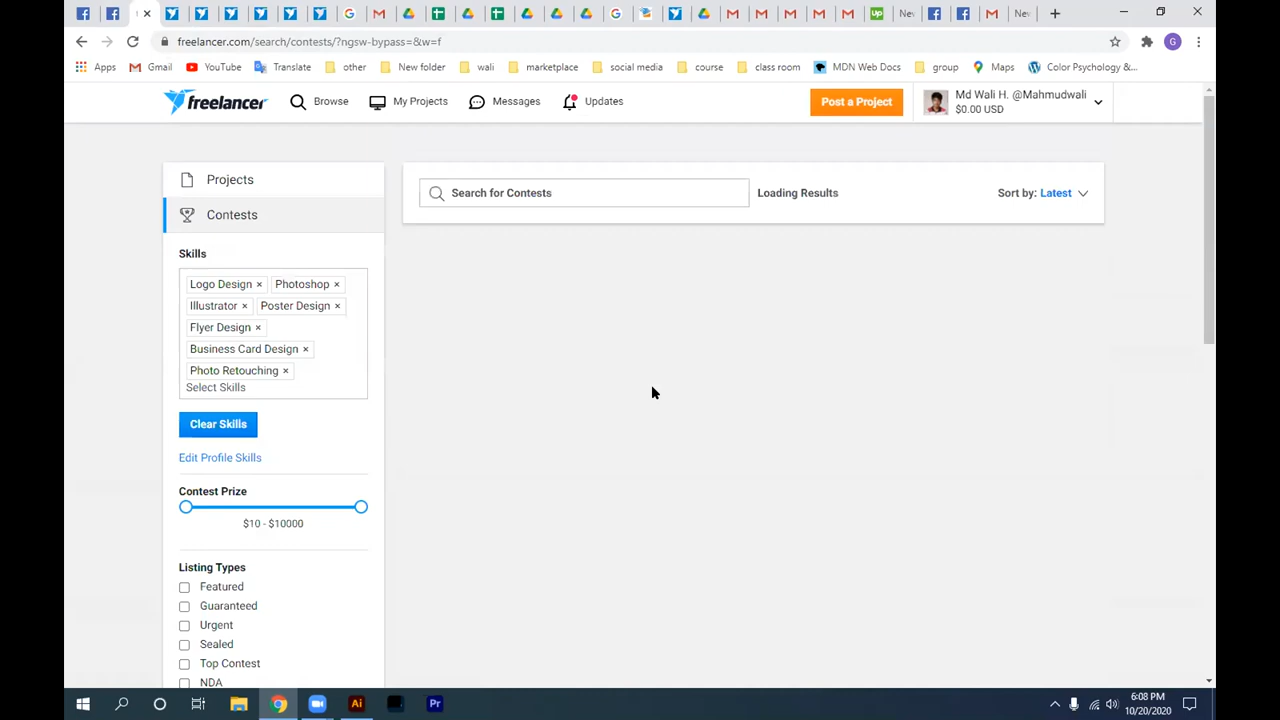 New
Nev
freelancer.com/search/contests/?ngsw-bypass=&w=f
Apps
Gmail
YouTube
Translate
other
New folder
wali
marketplace
social media
course
class room
MDN Web Docs
group
Maps
Color Psychology &...
freelancer
Browse
My Projects
Messages
Updates
Post a Project
Md Wali H. @Mahmudwali
$0.00 USD
Projects
Contests
Search for Contests
Loading Results
Sort by: Latest
Skills
Logo Design × Photoshop ×
Illustrator × Poster Design ×
Flyer Design ×
Business Card Design ×
Photo Retouching ×
Select Skills
Clear Skills
Edit Profile Skills
Contest Prize
$10 - $10000
Listing Types
Featured
Guaranteed
Urgent
Sealed
Top Contest
NDA
Ai
Pr
6:08 PM
10/20/2020